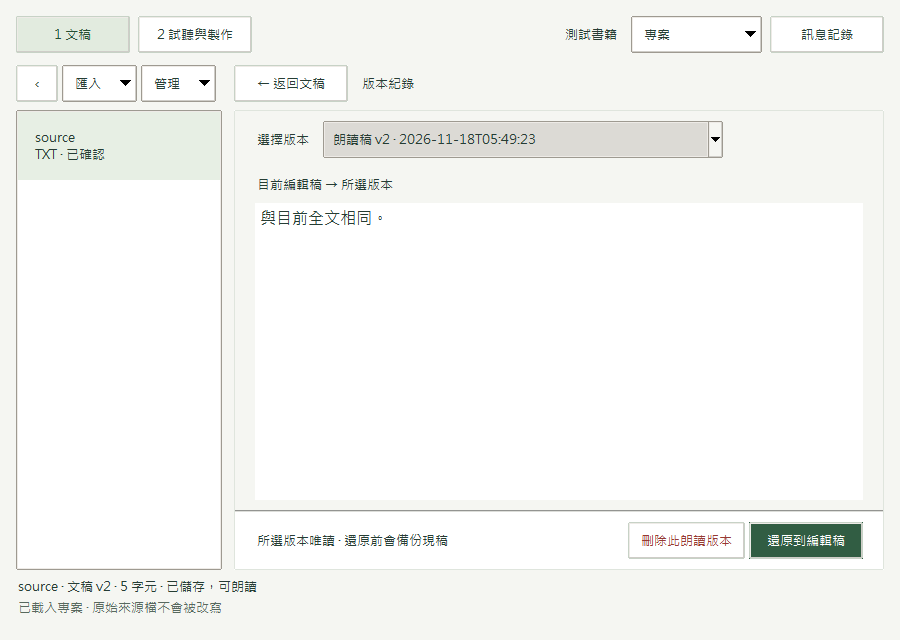 1 文稿
2 試聽與製作
測試書籍
專案
訊息記錄
‹
匯入
管理
← 返回文稿
版本紀錄
source
TXT · 已確認
選擇版本
朗讀稿 v2 · 2026-11-18T05:49:23
目前編輯稿 → 所選版本
與目前全文相同。
所選版本唯讀 · 還原前會備份現稿
刪除此朗讀版本
還原到編輯稿
source · 文稿 v2 · 5 字元 · 已儲存，可朗讀
已載入專案 · 原始來源檔不會被改寫